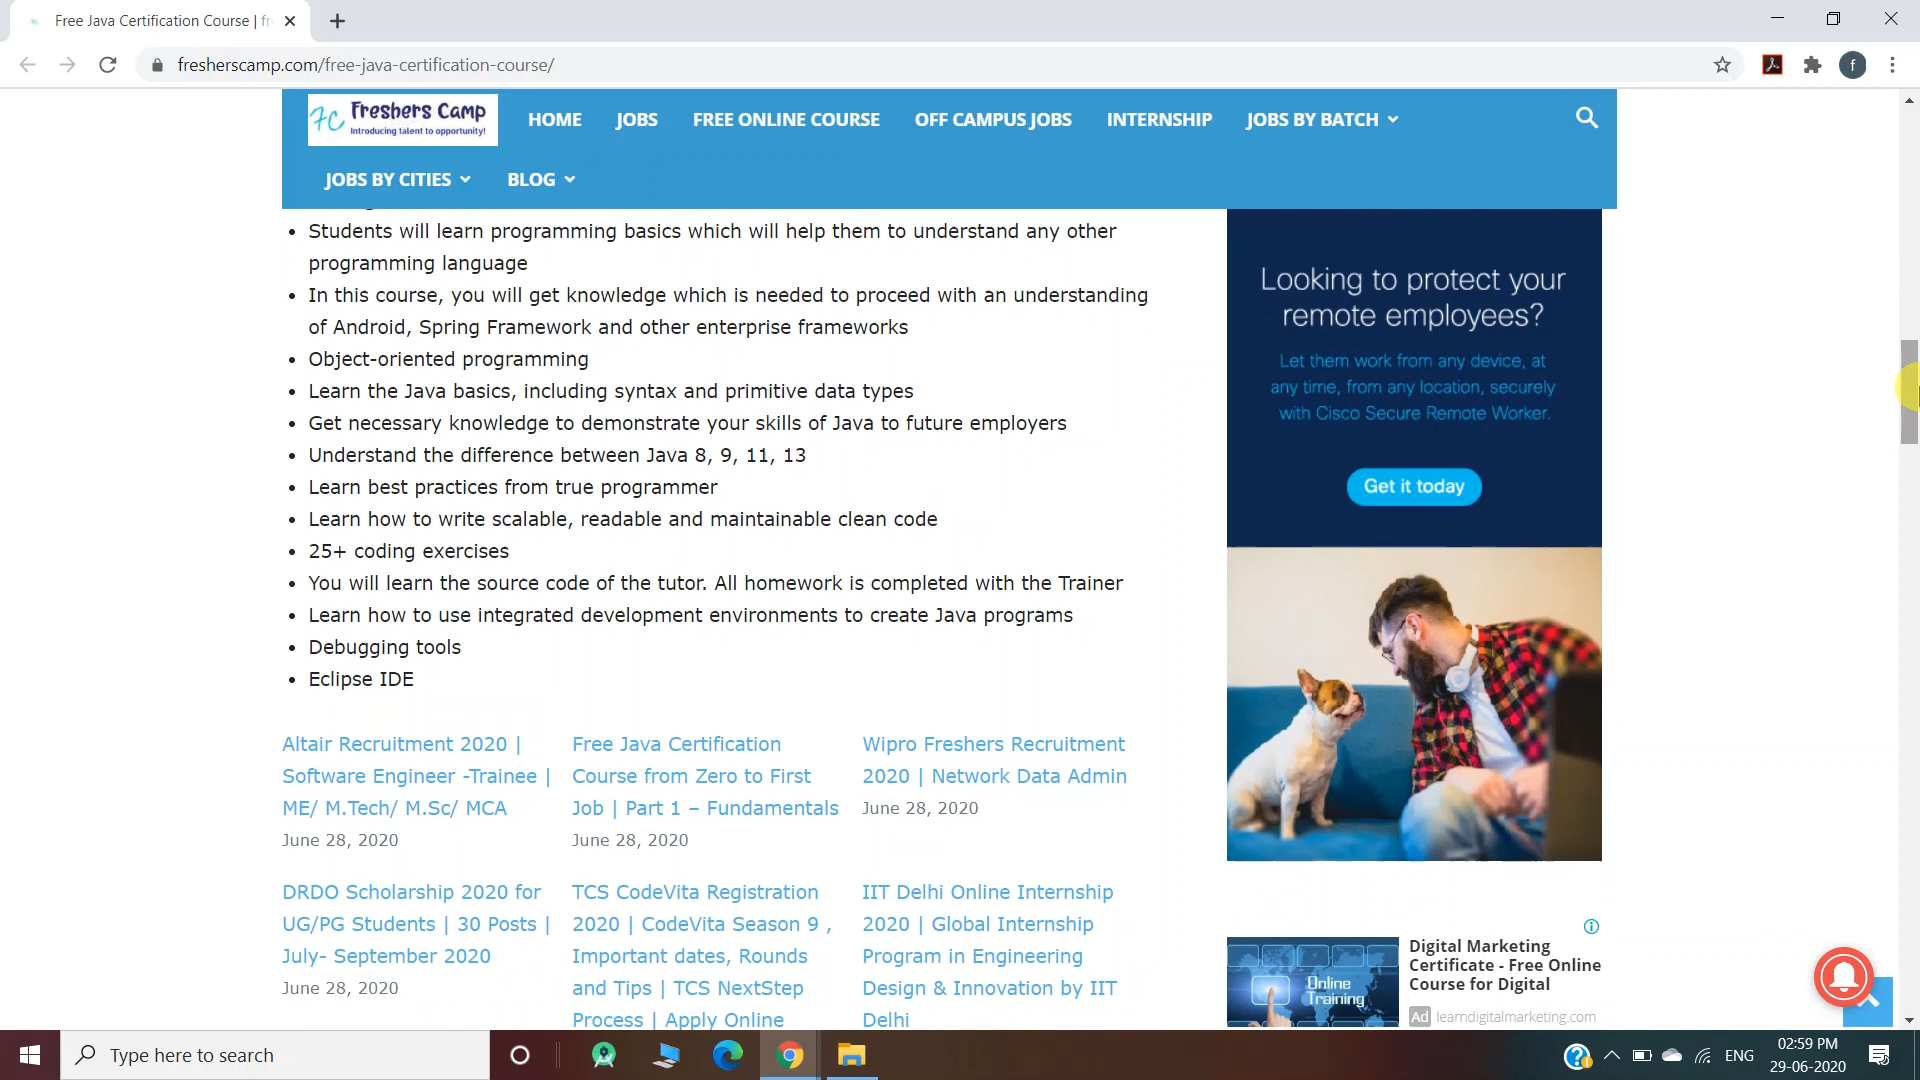 Free Java Certification Course | fr
fresherscamp.com/free-java-certification-course/
f
FC Freshers Camp
Introducing talent to opportunity!
HOME
JOBS
FREE ONLINE COURSE
OFF CAMPUS JOBS
INTERNSHIP
JOBS BY BATCH
JOBS BY CITIES
BLOG
• Students will learn programming basics which will help them to understand any other
programming language
• In this course, you will get knowledge which is needed to proceed with an understanding
of Android, Spring Framework and other enterprise frameworks
• Object-oriented programming
• Learn the Java basics, including syntax and primitive data types
• Get necessary knowledge to demonstrate your skills of Java to future employers
• Understand the difference between Java 8, 9, 11, 13
• Learn best practices from true programmer
• Learn how to write scalable, readable and maintainable clean code
• 25+ coding exercises
• You will learn the source code of the tutor. All homework is completed with the Trainer
• Learn how to use integrated development environments to create Java programs
• Debugging tools
• Eclipse IDE
Altair Recruitment 2020 |
Software Engineer -Trainee |
ME/ M.Tech/ M.Sc/ MCA
June 28, 2020
Free Java Certification
Course from Zero to First
Job | Part 1 – Fundamentals
June 28, 2020
Wipro Freshers Recruitment
2020 | Network Data Admin
June 28, 2020
DRDO Scholarship 2020 for
UG/PG Students | 30 Posts |
July- September 2020
June 28, 2020
TCS CodeVita Registration
2020 | CodeVita Season 9 ,
Important dates, Rounds
and Tips | TCS NextStep
Process | Apply Online
IIT Delhi Online Internship
2020 | Global Internship
Program in Engineering
Design & Innovation by IIT
Delhi
Looking to protect your
remote employees?
Let them work from any device, at
any time, from any location, securely
with Cisco Secure Remote Worker.
Get it today
Online
Training
Digital Marketing
Certificate - Free Online
Course for Digital
Ad learndigitalmarketing.com
Type here to search
ENG
02:59 PM
29-06-2020